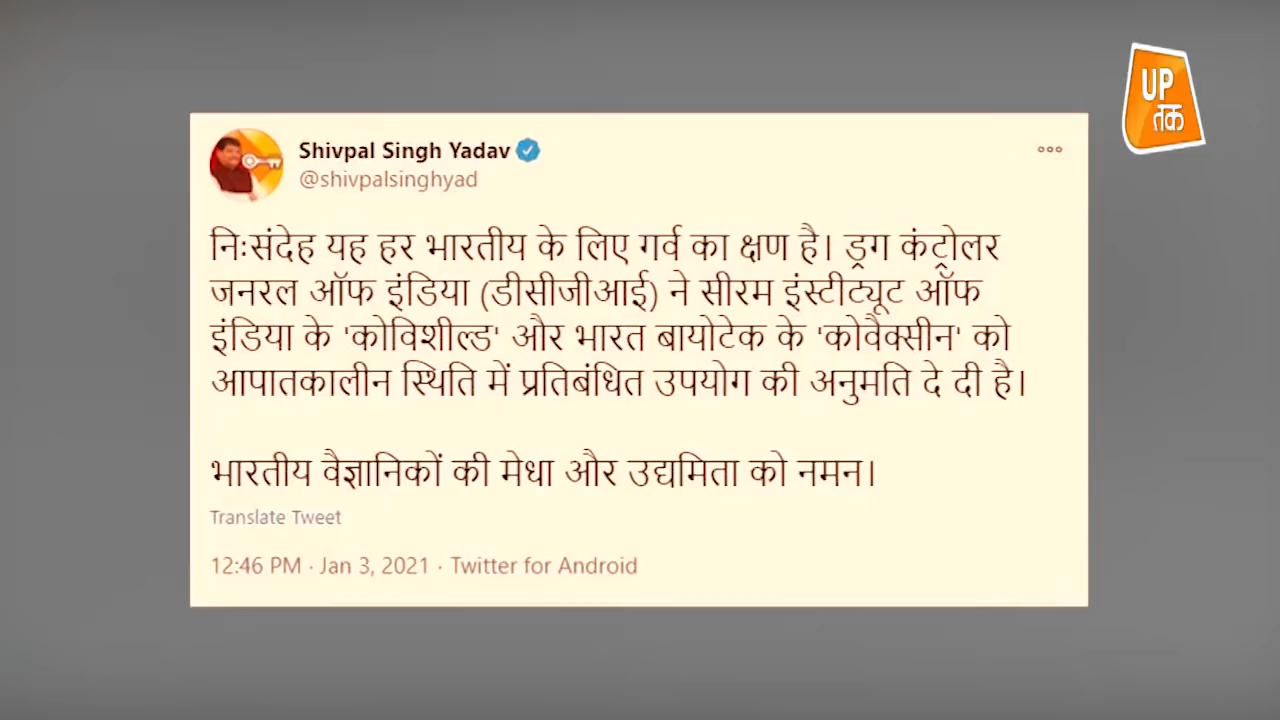 UP
तक
Shivpal Singh Yadav
@shivpalsinghyad
निःसंदेह यह हर भारतीय के लिए गर्व का क्षण है। ड्रग कंट्रोलर
जनरल ऑफ इंडिया (डीसीजीआई) ने सीरम इंस्टीट्यूट ऑफ
इंडिया के 'कोविशील्ड' और भारत बायोटेक के 'कोवैक्सीन' को
आपातकालीन स्थिति में प्रतिबंधित उपयोग की अनुमति दे दी है।
भारतीय वैज्ञानिकों की मेधा और उद्यमिता को नमन।
Translate Tweet
12:46 PM · Jan 3, 2021 · Twitter for Android